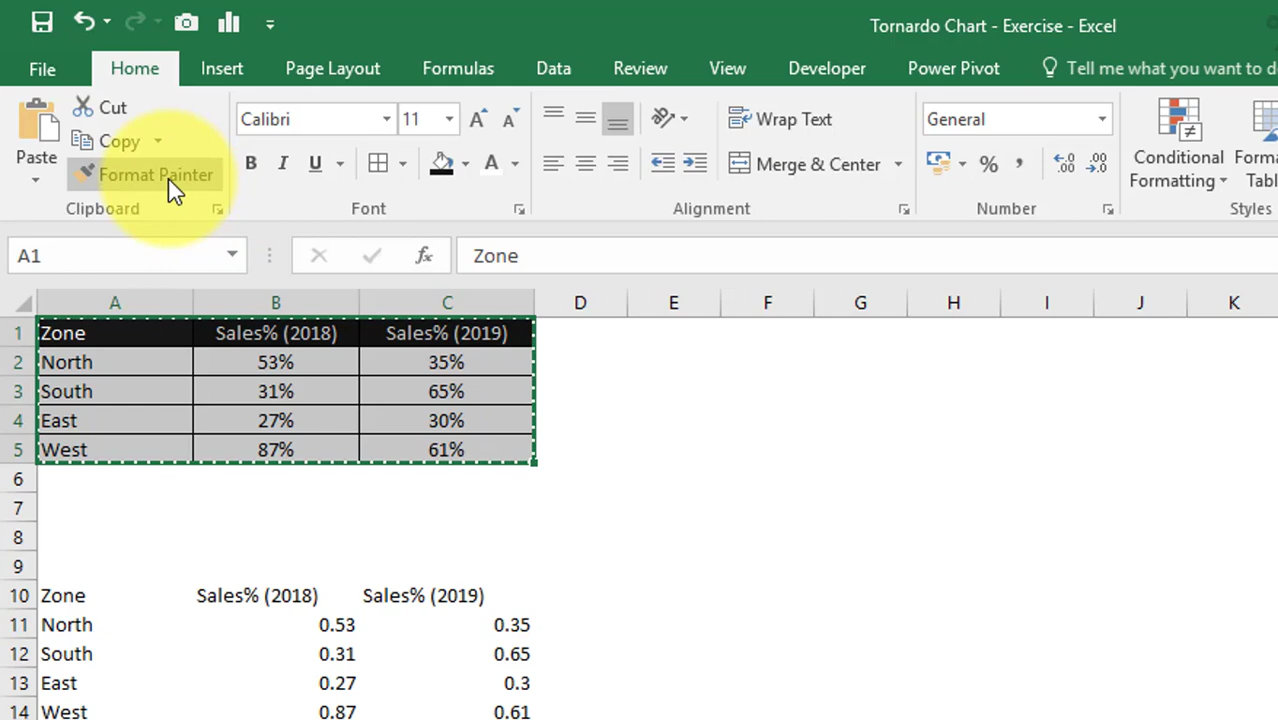 Tornardo Chart - Exercise - Excel
File Home Insert Page Layout Formulas Data Review View Developer Power Pivot Tell me what you want to d
Paste
Cut
Copy
Format Painter
Clipboard
Calibri 11
B I U A
Font
Wrap Text
Merge & Center
Alignment
General
% , .0 .00
Number
Conditional
Formatting
Forma
Tabl
Styles
A1 fx Zone
A B C D E F G H I J K
1 Zone Sales% (2018) Sales% (2019)
2 North 53% 35%
3 South 31% 65%
4 East 27% 30%
5 West 87% 61%
6
7
8
9
10 Zone Sales% (2018) Sales% (2019)
11 North 0.53 0.35
12 South 0.31 0.65
13 East 0.27 0.3
14 West 0.87 0.61